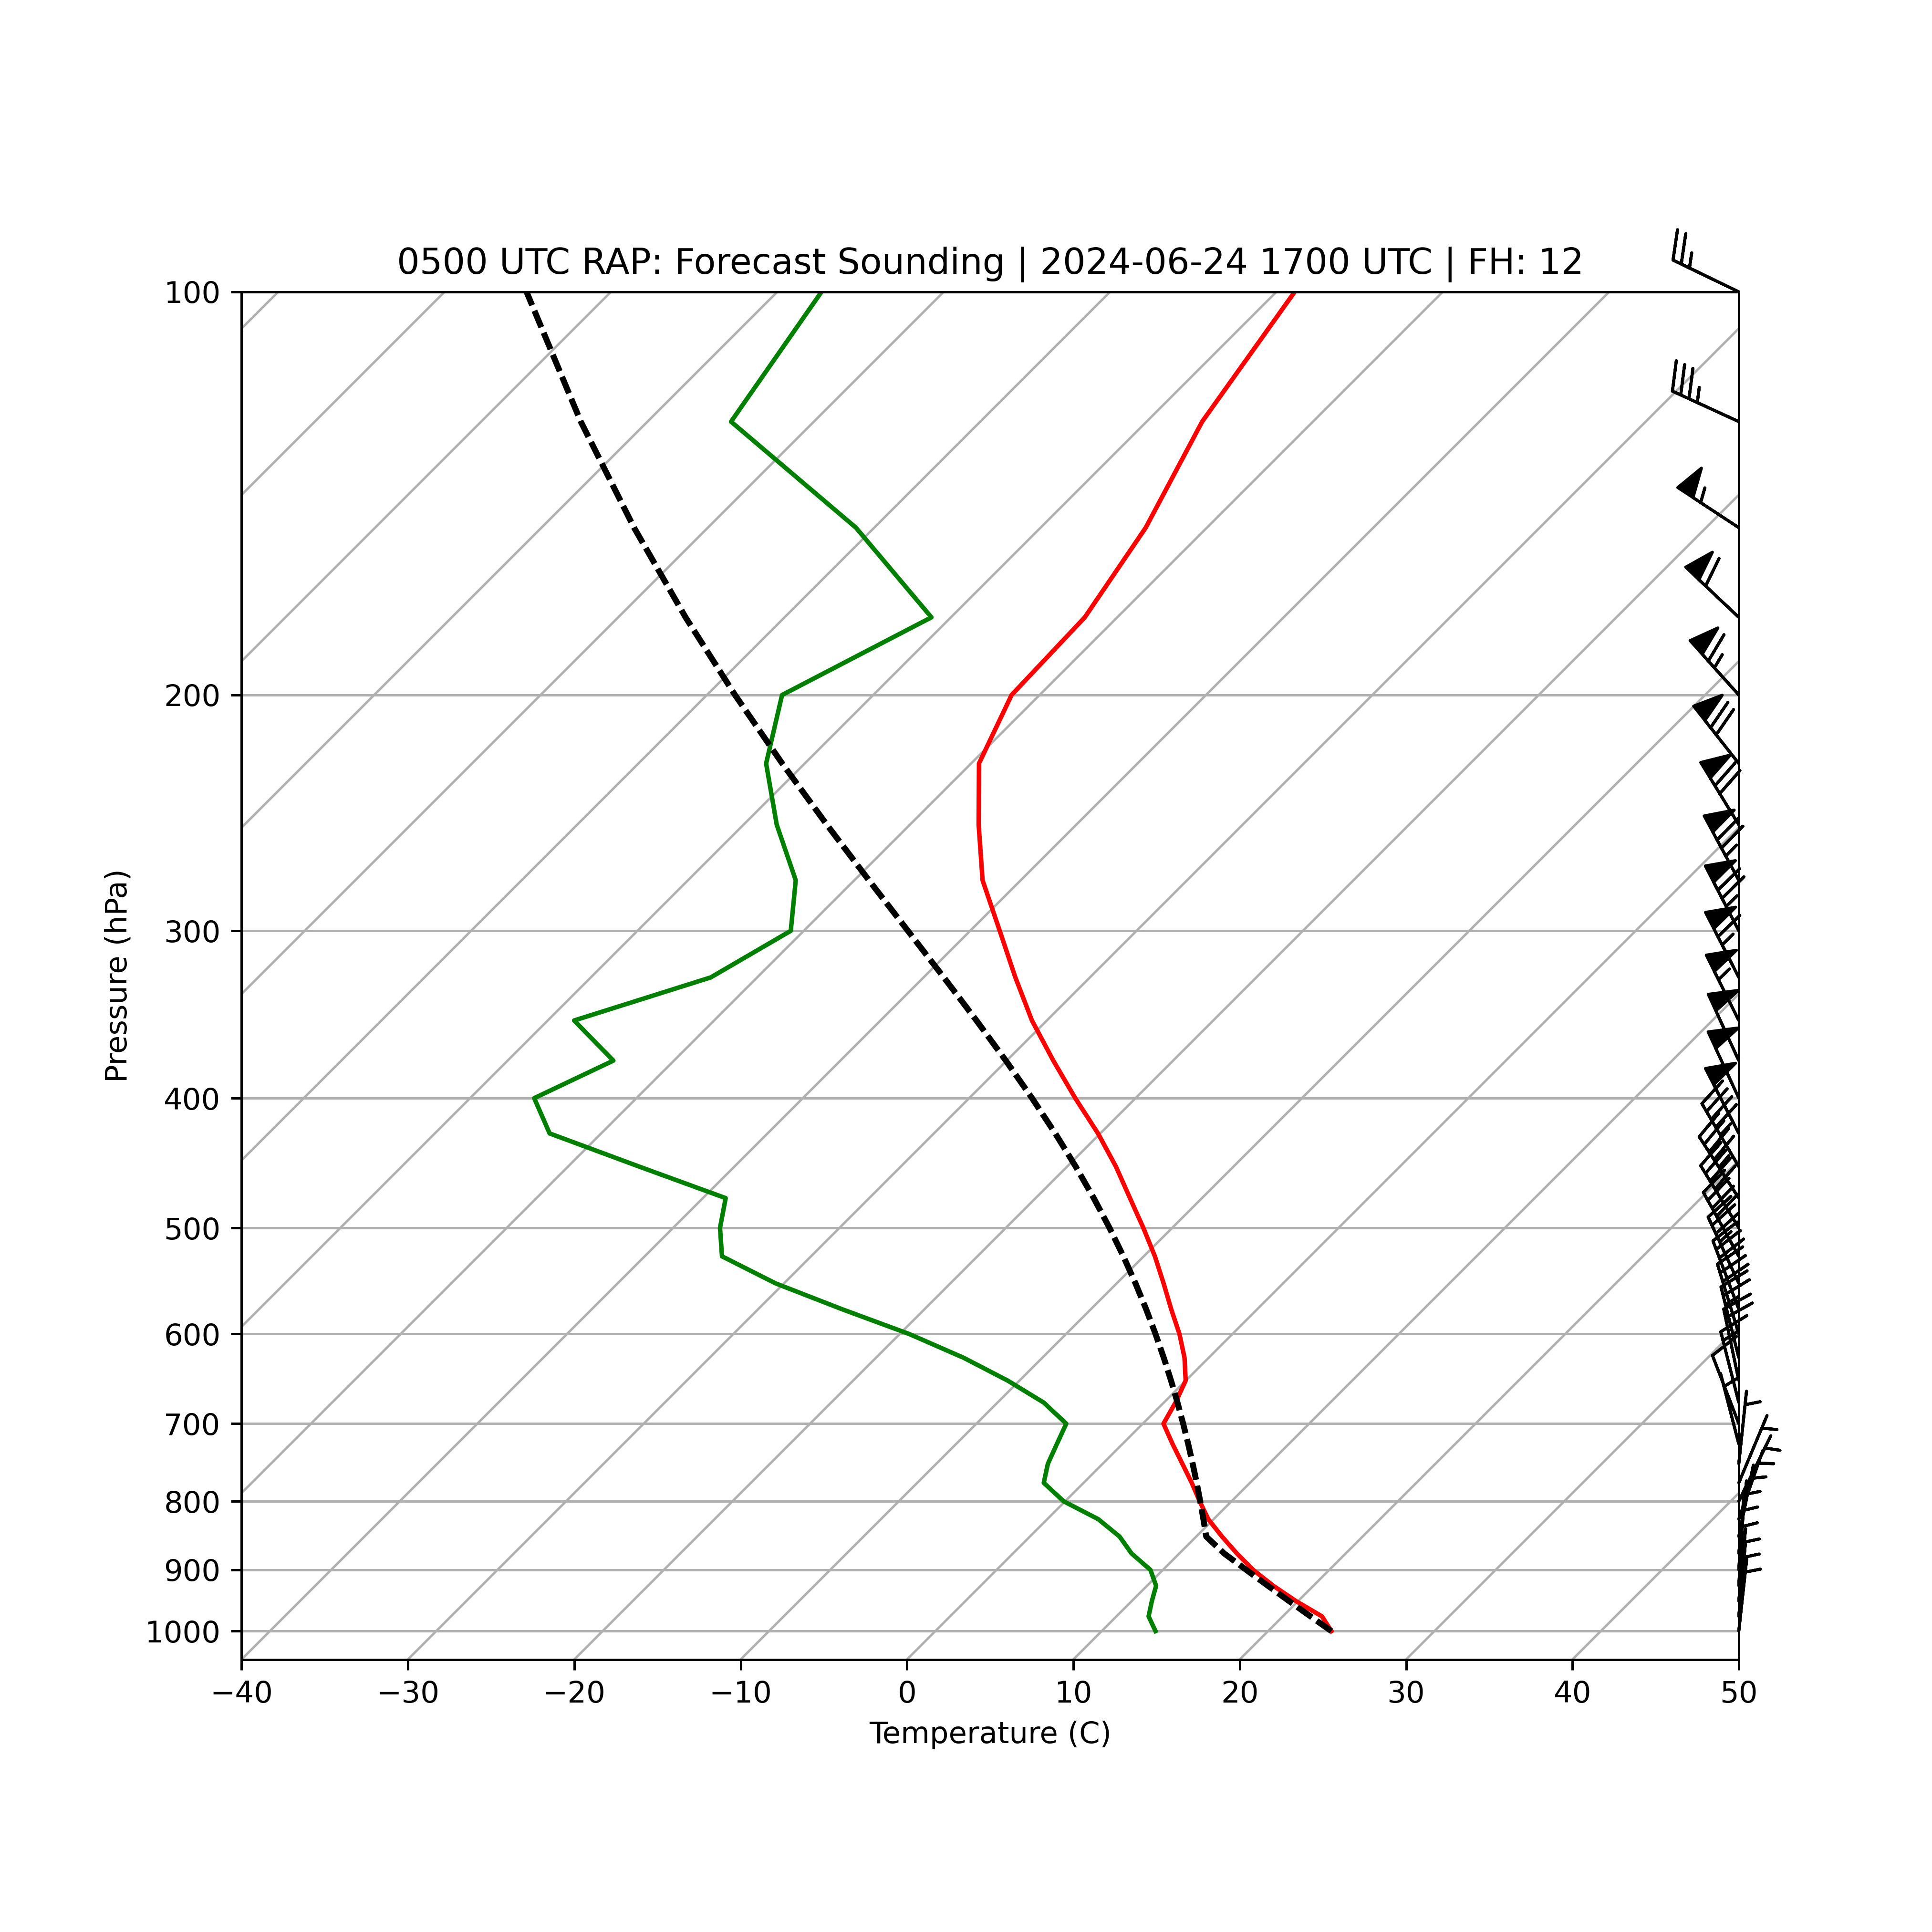 0500 UTC RAP: Forecast Sounding | 2024-06-24 1700 UTC | FH: 12
100
200
300
400
500
600
700
800
900
1000
Pressure (hPa)
−40 −30 −20 −10 0 10 20 30 40 50
Temperature (C)